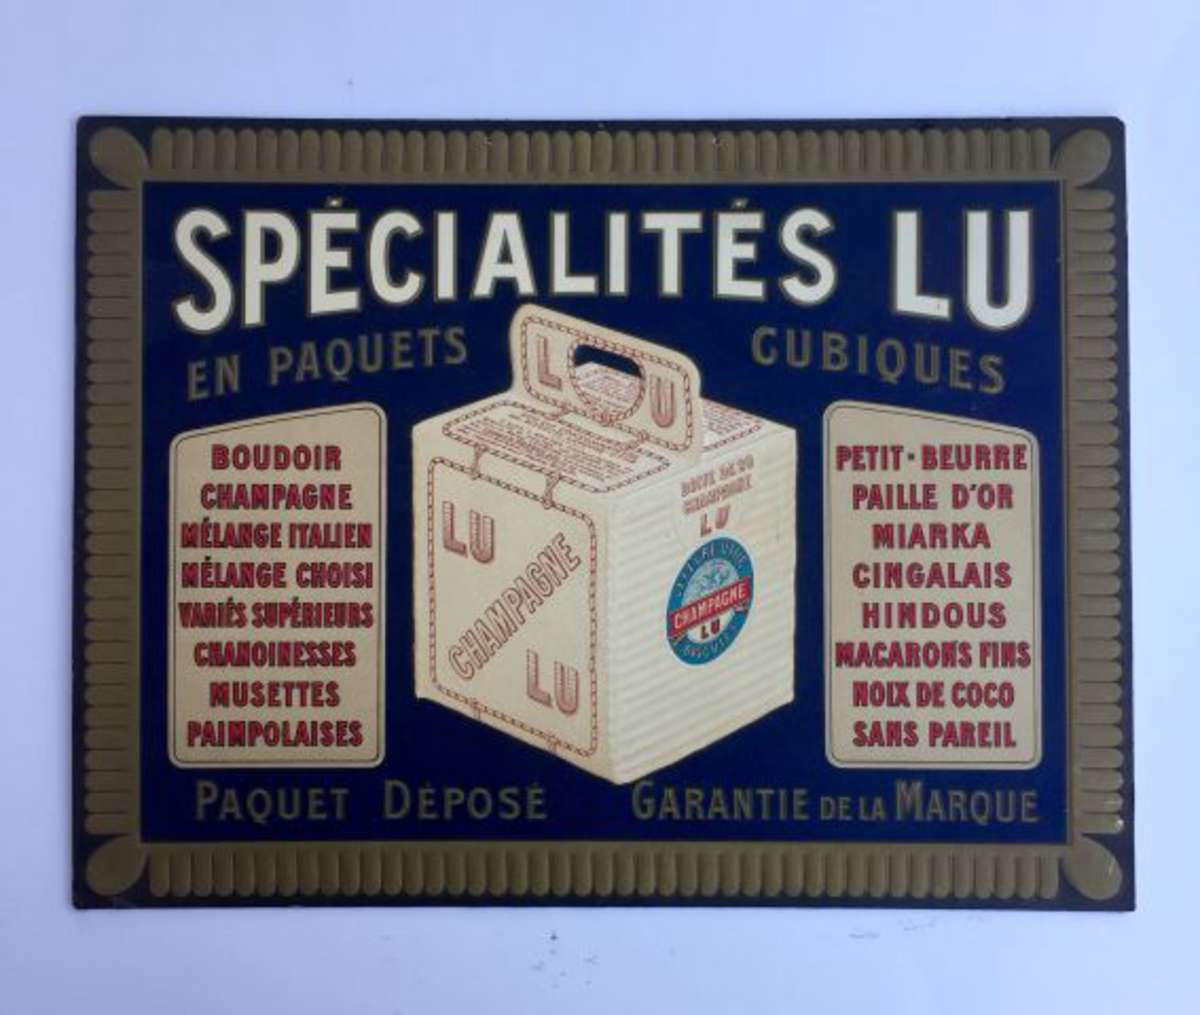 SPÉCIALITÉS LU
EN PAQUETS CUBIQUES
BOUDOIR
CHAMPAGNE
MÉLANGE ITALIEN
MÉLANGE CHOISI
VARIÉS SUPÉRIEURS
CHANOINESSES
MUSETTES
PAIMPOLAISES
LU
LU
CHAMPAGNE
LU
CHAMPAGNE
LU
CHAMPAGNE
LU
PETIT-BEURRE
PAILLE D'OR
MIARKA
CINGALAIS
HINDOUS
MACARONS FINS
NOIX DE COCO
SANS PAREIL
PAQUET DÉPOSÉ GARANTIE DE LA MARQUE